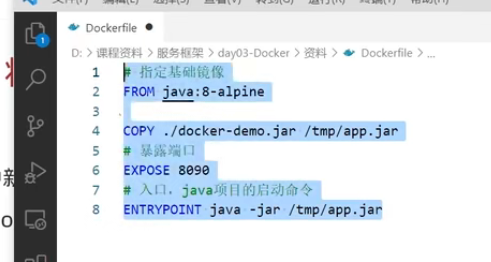 Dockerfile
D: > 课程资料 > 服务框架 > day03-Docker > 资料 > Dockerfile > ...
1 # 指定基础镜像
2 FROM java:8-alpine
3
4 COPY ./docker-demo.jar /tmp/app.jar
5 # 暴露端口
6 EXPOSE 8090
7 # 入口，java项目的启动命令
8 ENTRYPOINT java -jar /tmp/app.jar
1